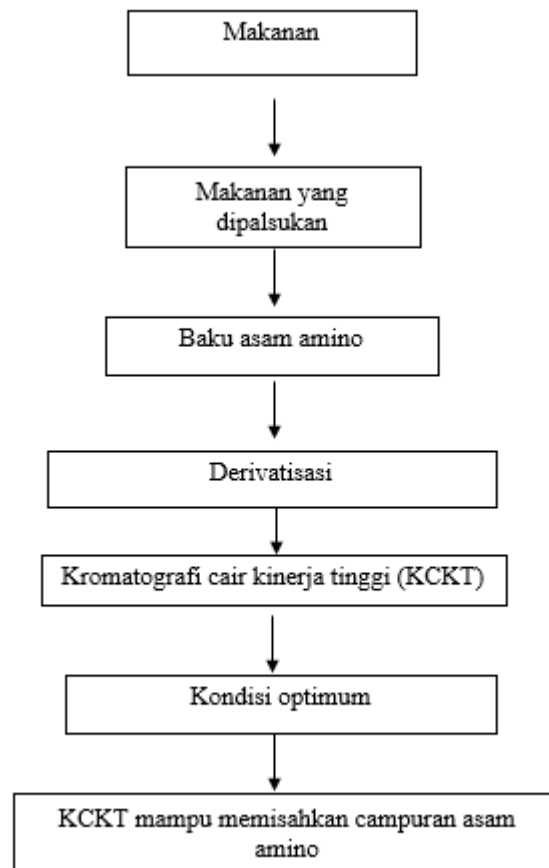 Makanan
Makanan yang
dipalsukan
Baku asam amino
Derivatisasi
Kromatografi cair kinerja tinggi (KCKT)
Kondisi optimum
KCKT mampu memisahkan campuran asam
amino